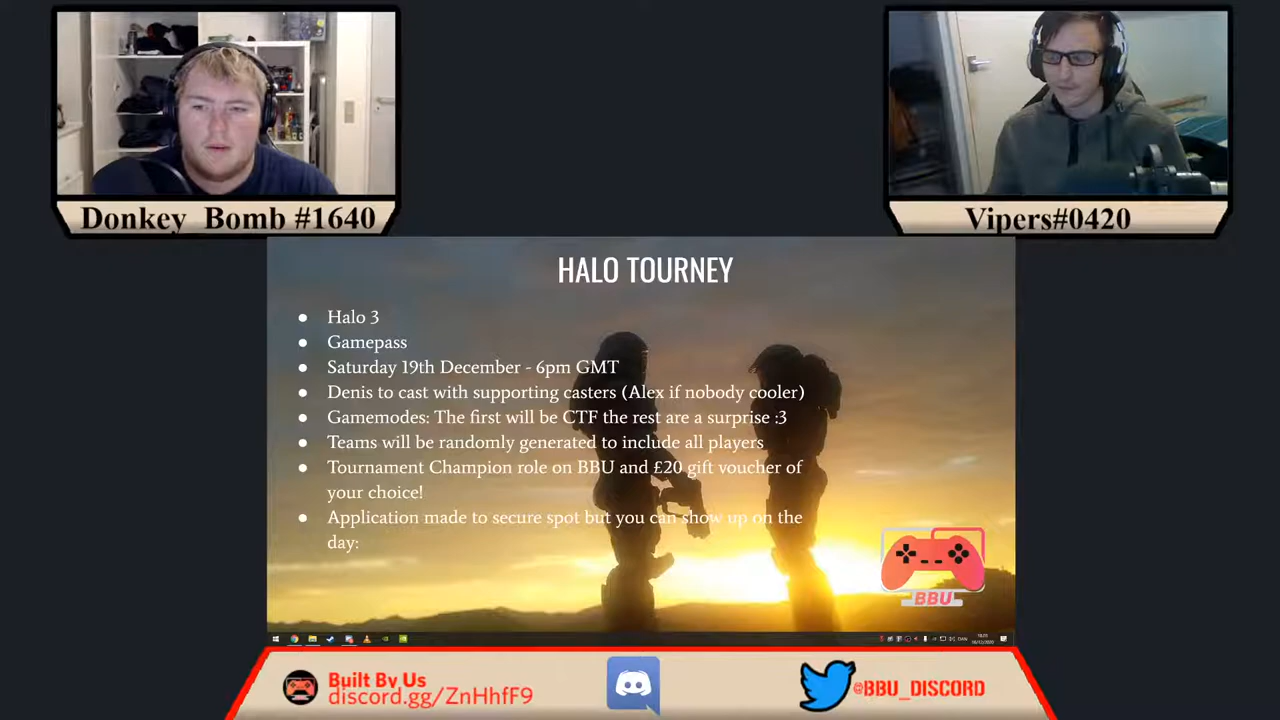 Donkey Bomb #1640
Vipers#0420
HALO TOURNEY
● Halo 3
● Gamepass
● Saturday 19th December - 6pm GMT
● Denis to cast with supporting casters (Alex if nobody cooler)
● Gamemodes: The first will be CTF the rest are a surprise :3
● Teams will be randomly generated to include all players
● Tournament Champion role on BBU and £20 gift voucher of
your choice!
● Application made to secure spot but you can show up on the
day:
BBU
Built By Us
discord.gg/ZnHhfF9
@BBU_DISCORD